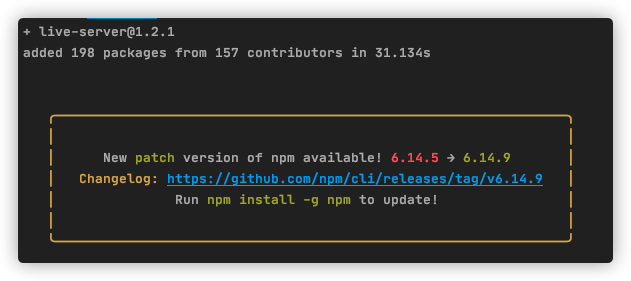 + live-server@1.2.1
added 198 packages from 157 contributors in 31.134s
New patch version of npm available! 6.14.5 → 6.14.9
Changelog: https://github.com/npm/cli/releases/tag/v6.14.9
Run npm install -g npm to update!